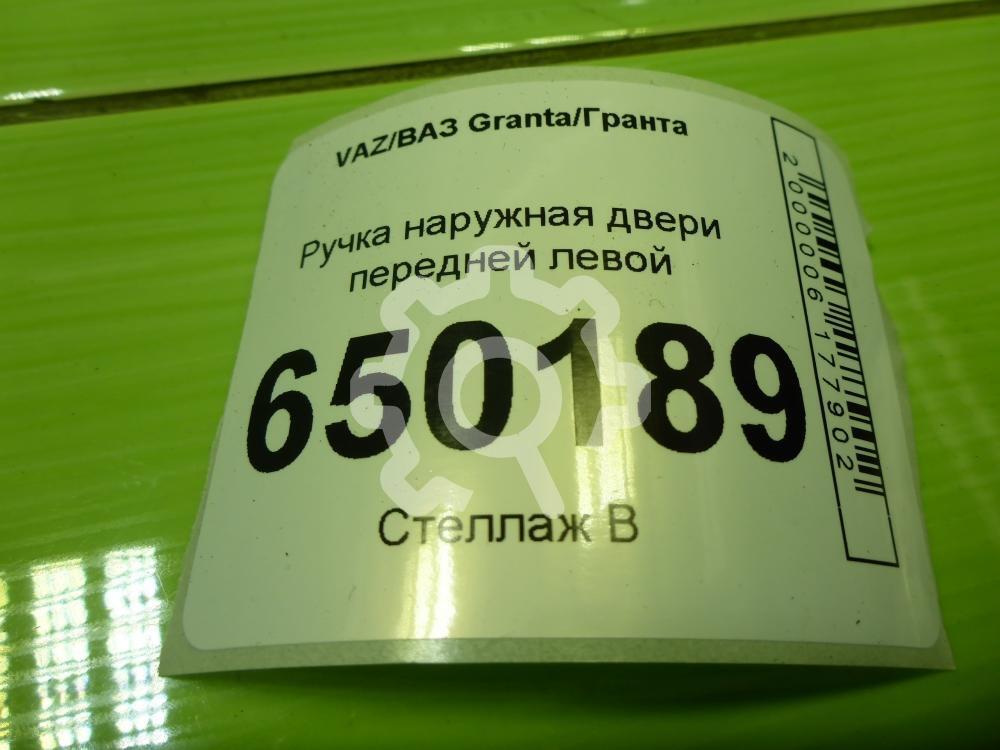 VAZ/ВАЗ Granta/Гранта
Ручка наружная двери
передней левой
650189
Стеллаж В
2000006177902